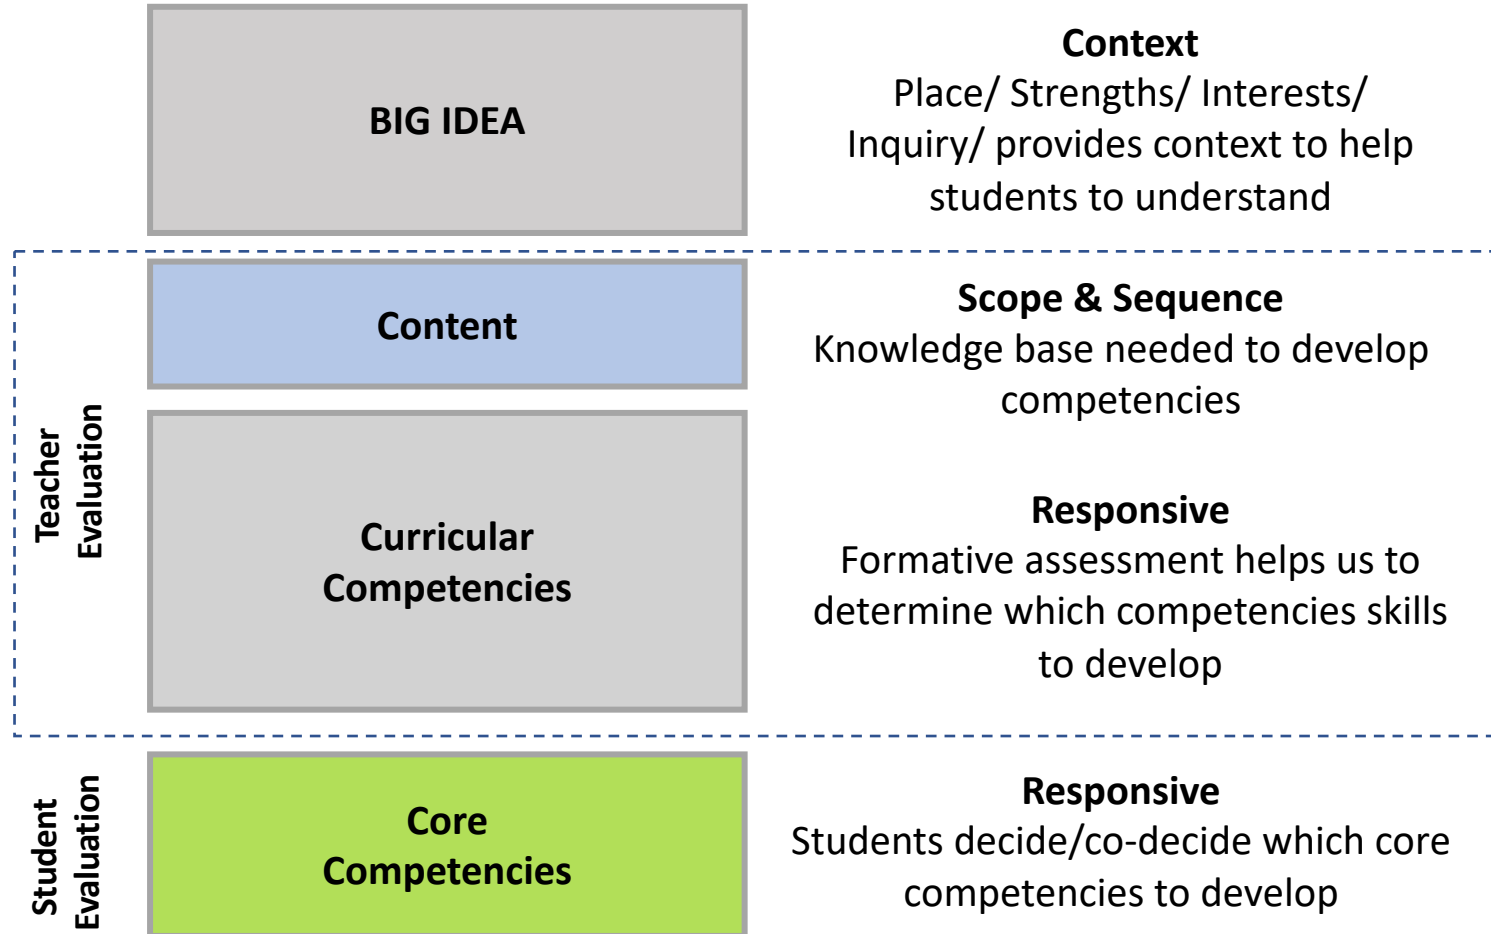 BIG IDEA
Context
Place/ Strengths/ Interests/
Inquiry/ provides context to help
students to understand
Teacher
Evaluation
Content
Scope & Sequence
Knowledge base needed to develop
competencies
Curricular
Competencies
Responsive
Formative assessment helps us to
determine which competencies skills
to develop
Student
Evaluation
Core
Competencies
Responsive
Students decide/co-decide which core
competencies to develop